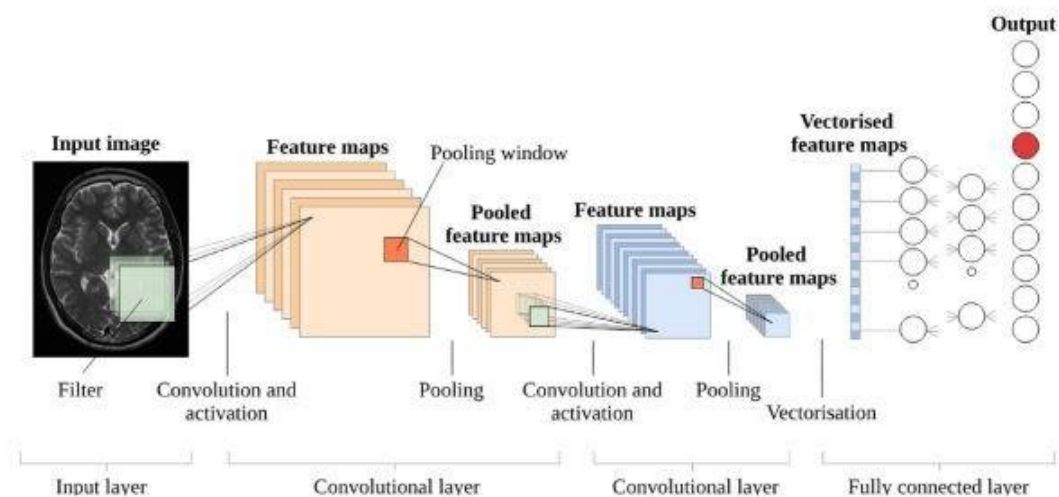 Output
Vectorised
feature maps
Input image
Feature maps
Pooling window
Pooled
feature maps
Feature maps
Pooled
feature maps
Filter
Convolution and
activation
Pooling
Convolution and
activation
Pooling
Vectorisation
Input layer
Convolutional layer
Convolutional layer
Fully connected layer